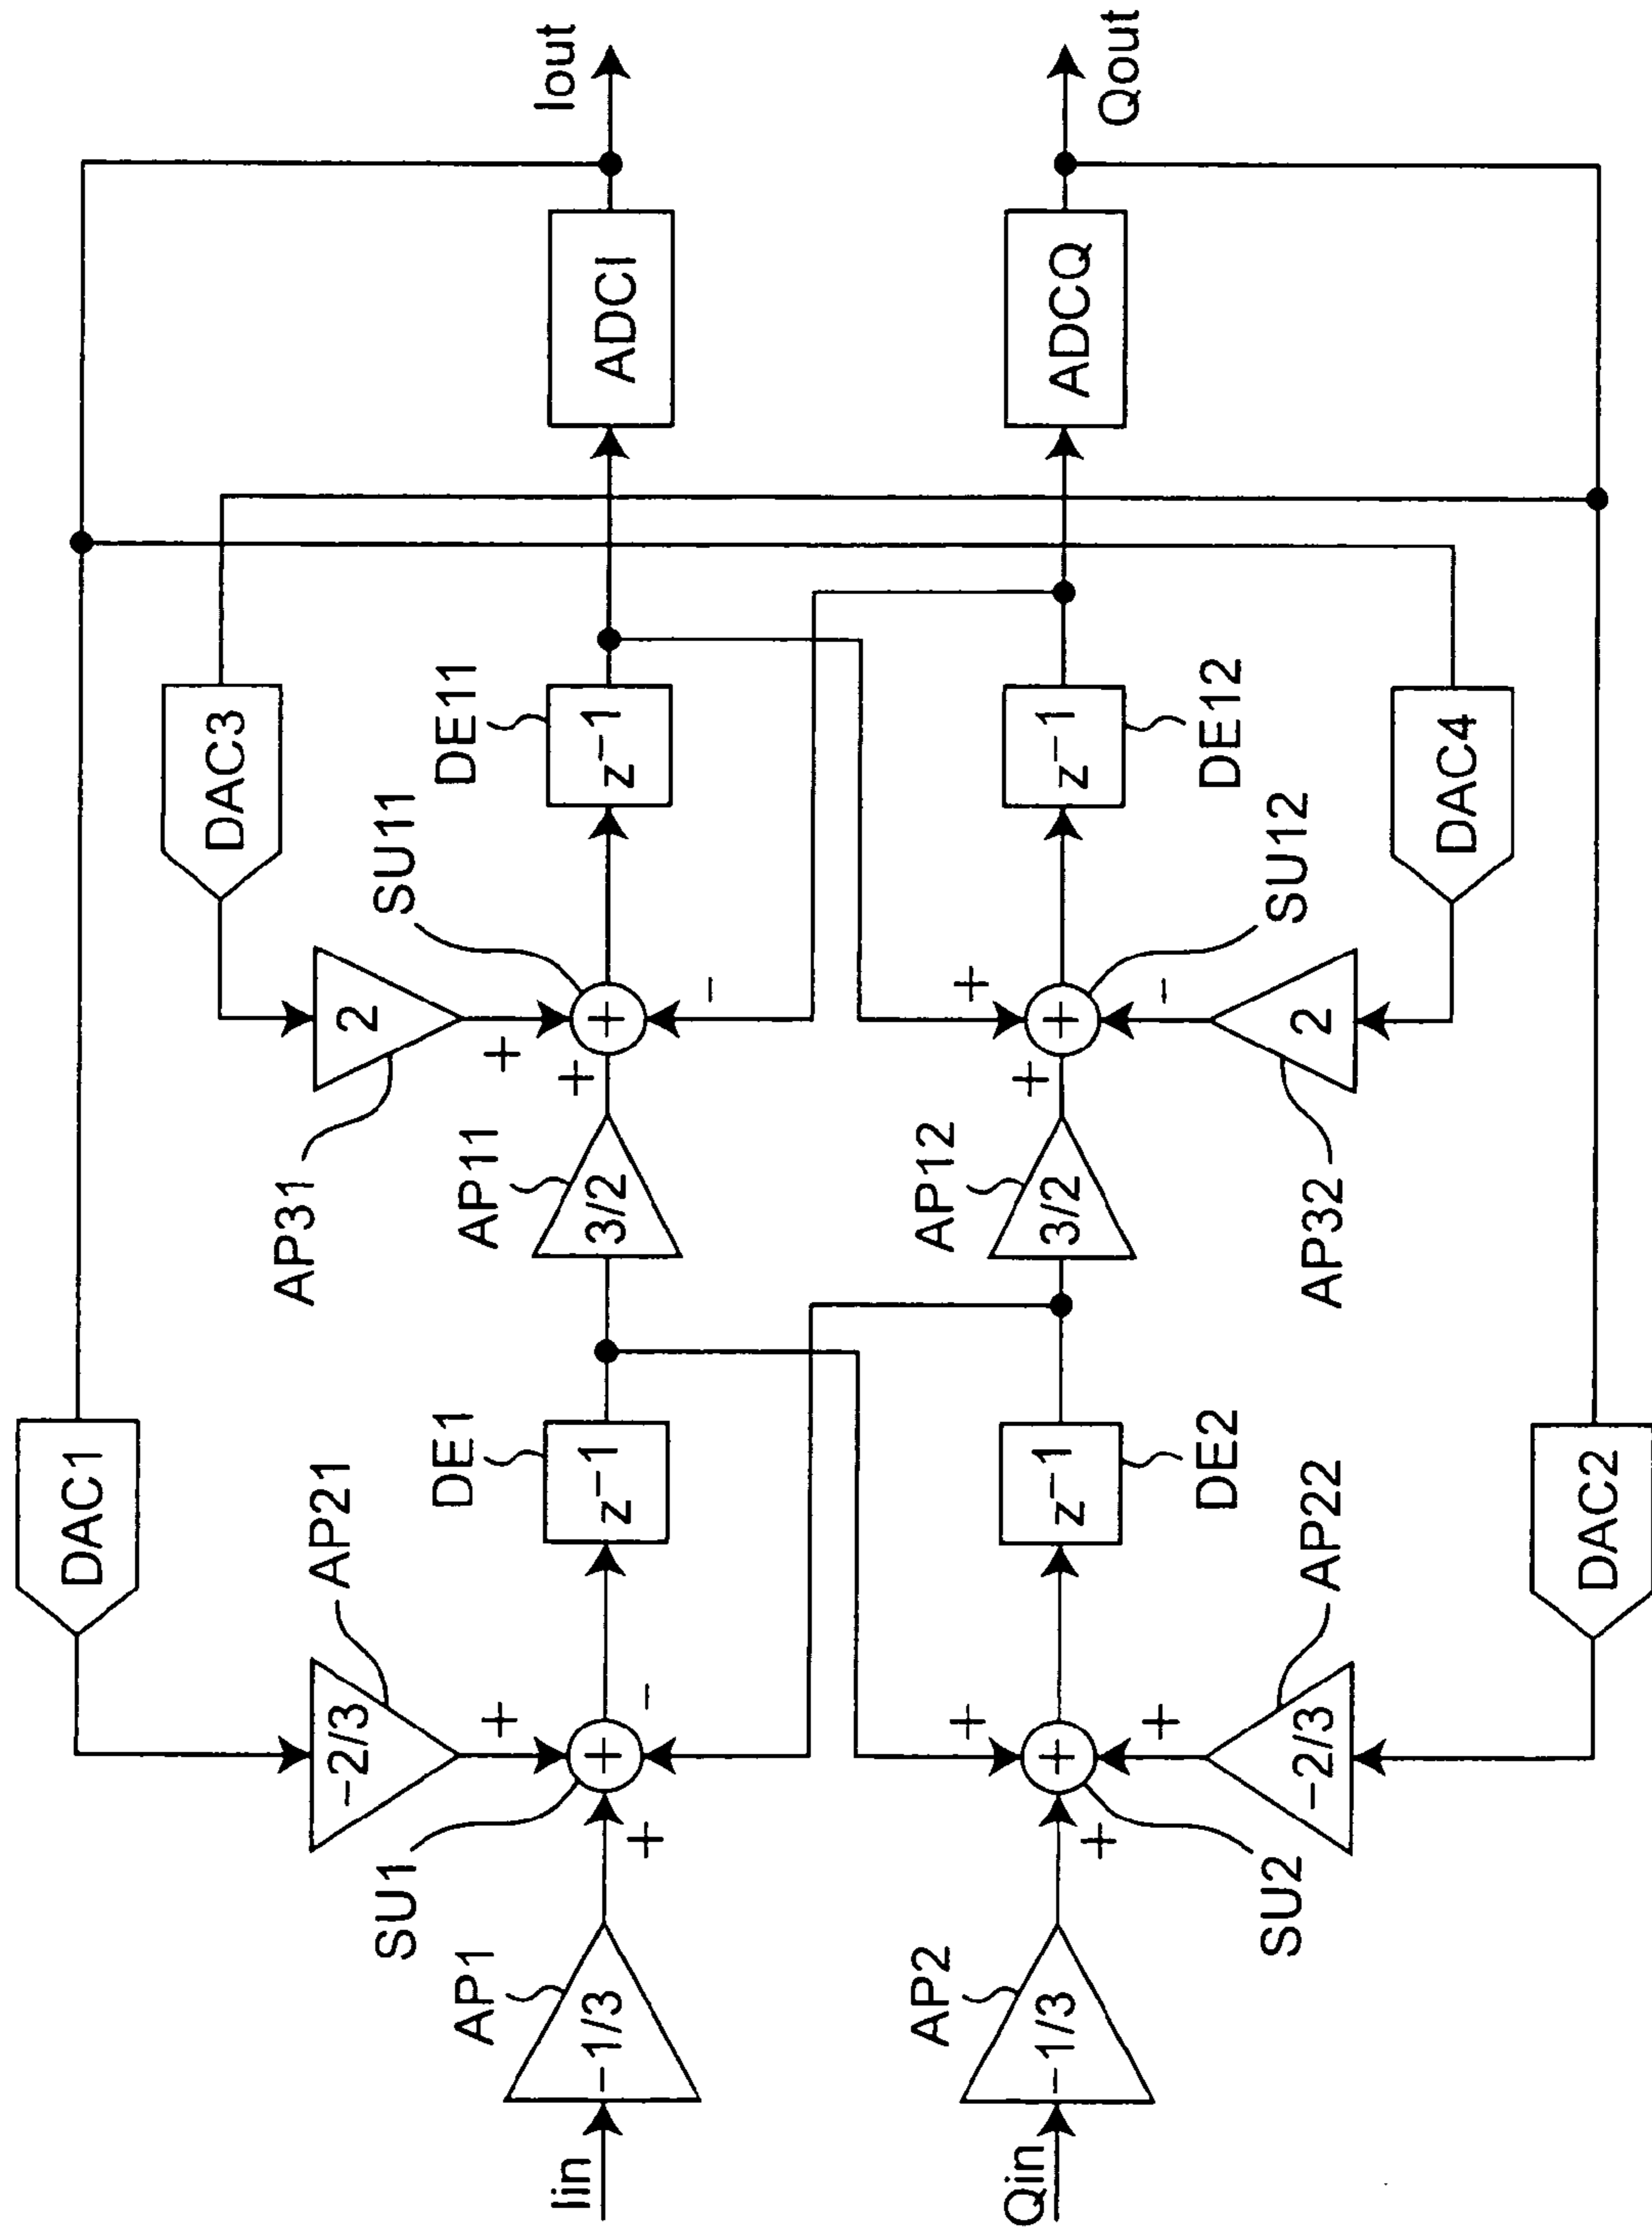 DAC1
DAC3
AP21
-2/3
AP31
2
Iin
AP1
-1/3
SU1
+
+
+
-
DE1
z-1
AP11
3/2
+
+
+
-
SU11
DE11
z-1
ADCI
Iout
Qin
AP2
-1/3
SU2
+
+
+
+
DE2
z-1
AP12
3/2
+
+
+
-
SU12
DE12
z-1
ADCQ
Qout
AP22
-2/3
AP32
2
DAC2
DAC4